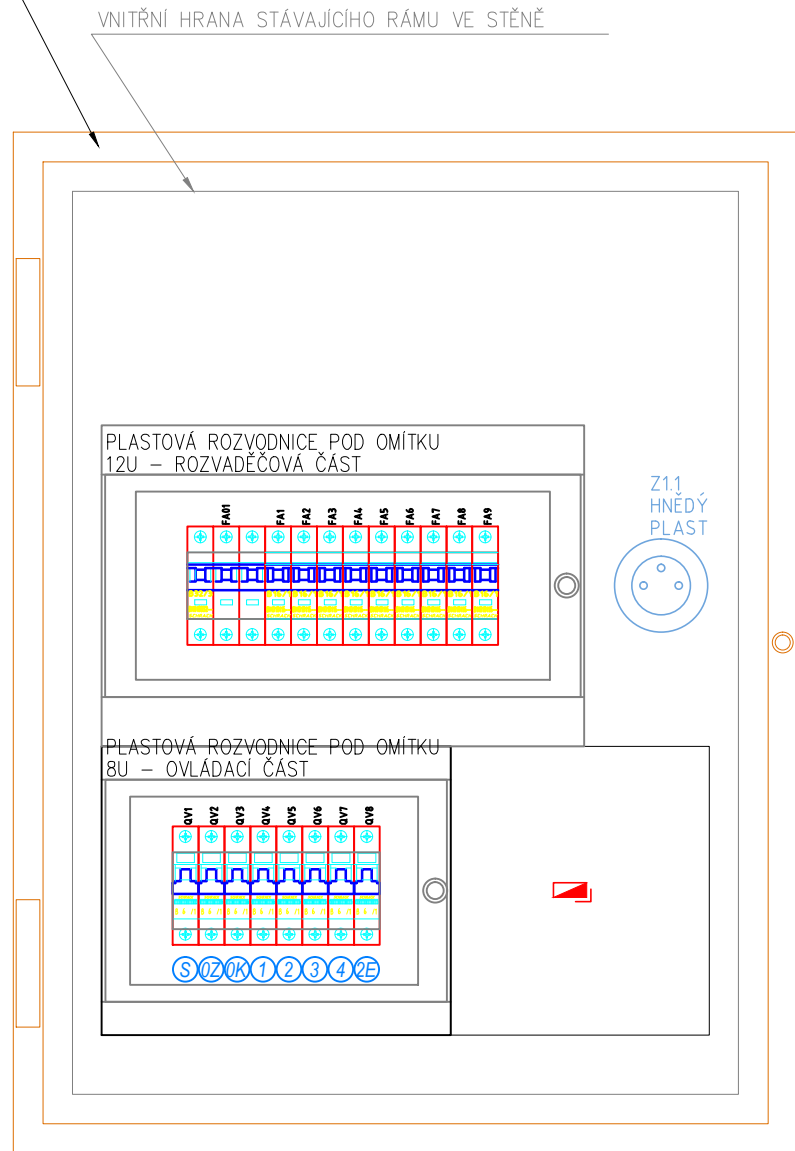 VNITŘNÍ HRANA STÁVAJÍCÍHO RÁMU VE STĚNĚ
PLASTOVÁ ROZVODNICE POD OMÍTKU
12U – ROZVADĚČOVÁ ČÁST
FA01 FA1 FA2 FA3 FA4 FA5 FA6 FA7 FA8 FA9
Z1.1
HNĚDÝ
PLAST
PLASTOVÁ ROZVODNICE POD OMÍTKU
8U – OVLÁDACÍ ČÁST
QV1 QV2 QV3 QV4 QV5 QV6 QV7 QV8
S 0Z 0K 1 2 3 4 2E